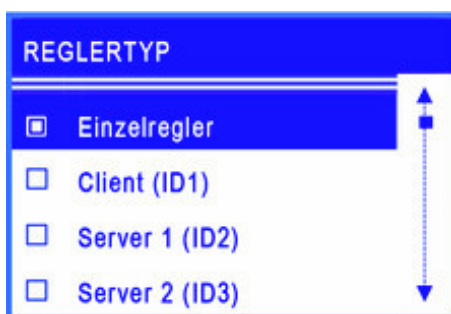 REGLERTYP
Einzelregler
Client (ID1)
Server 1 (ID2)
Server 2 (ID3)